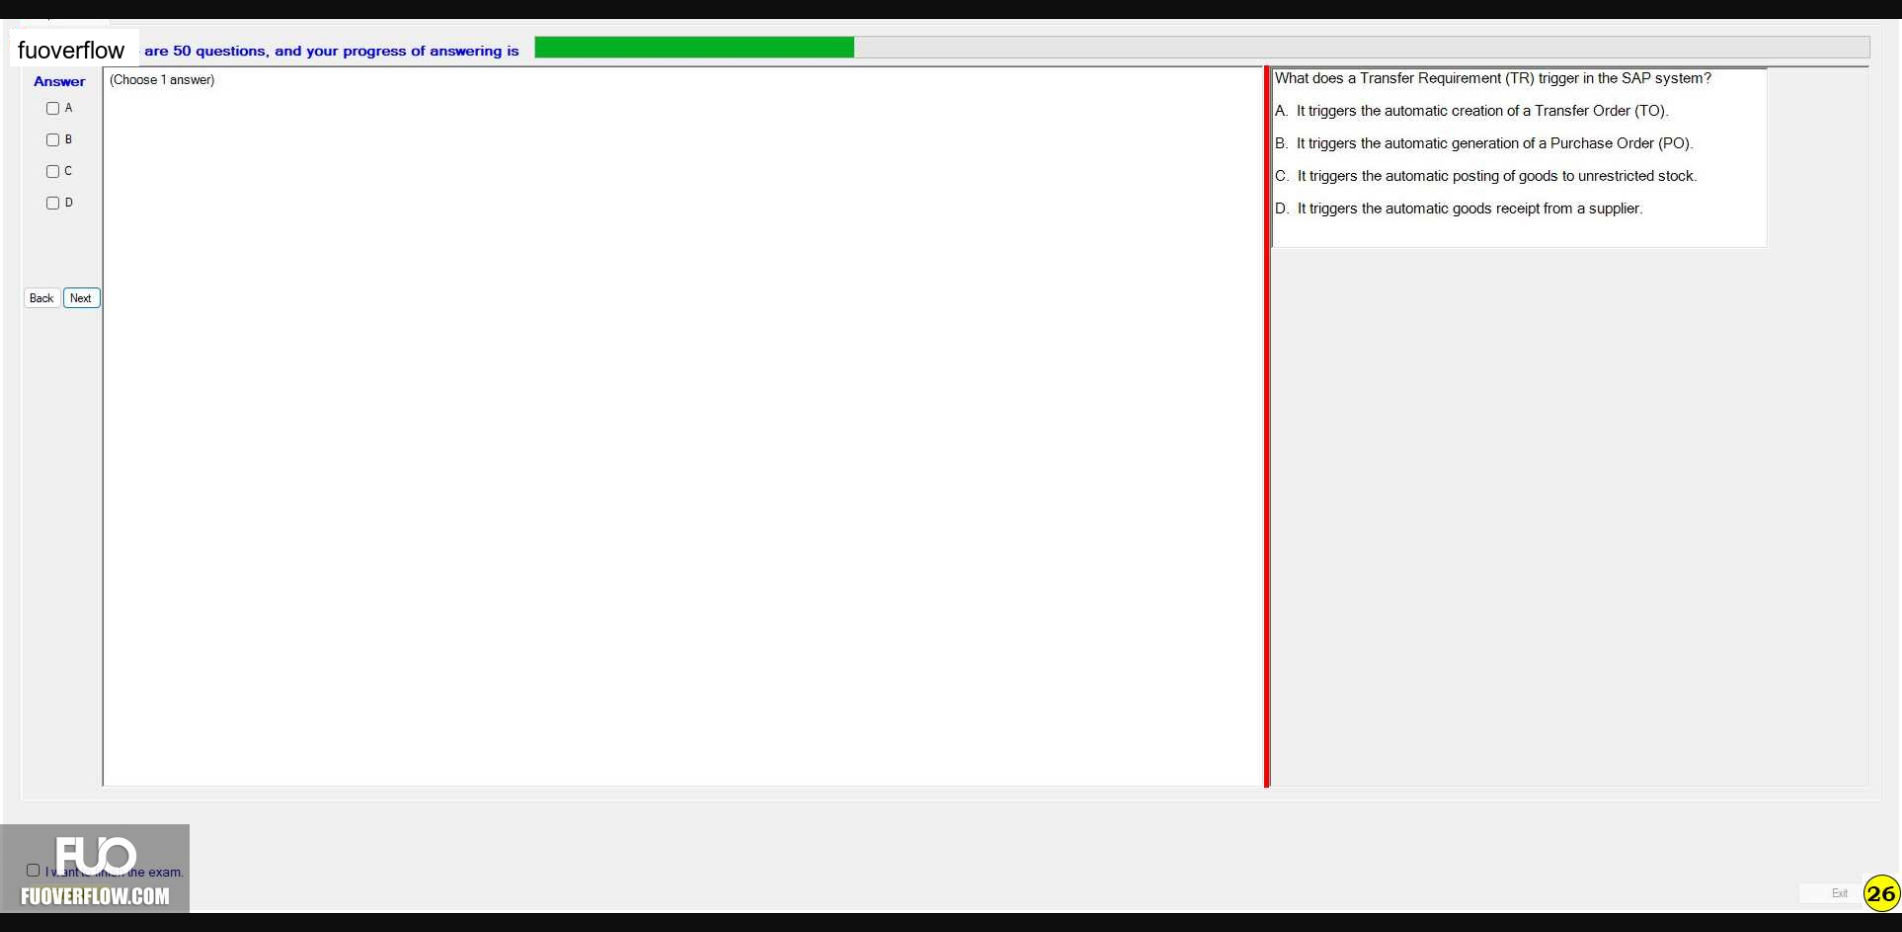 fuoverflow are 50 questions, and your progress of answering is
Answer
(Choose 1 answer)
A
B
C
D
Back Next
What does a Transfer Requirement (TR) trigger in the SAP system?
A. It triggers the automatic creation of a Transfer Order (TO).
B. It triggers the automatic generation of a Purchase Order (PO).
C. It triggers the automatic posting of goods to unrestricted stock.
D. It triggers the automatic goods receipt from a supplier.
FUO
I want to finish the exam.
FUOVERFLOW.COM
Exit
26